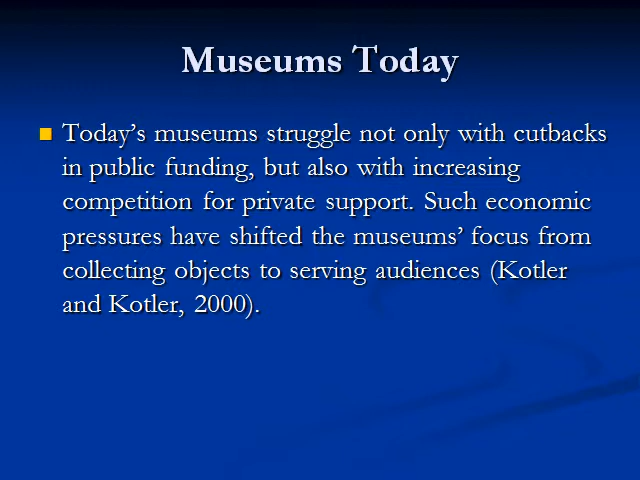 Museums Today
Today’s museums struggle not only with cutbacks
in public funding, but also with increasing
competition for private support. Such economic
pressures have shifted the museums’ focus from
collecting objects to serving audiences (Kotler
and Kotler, 2000).